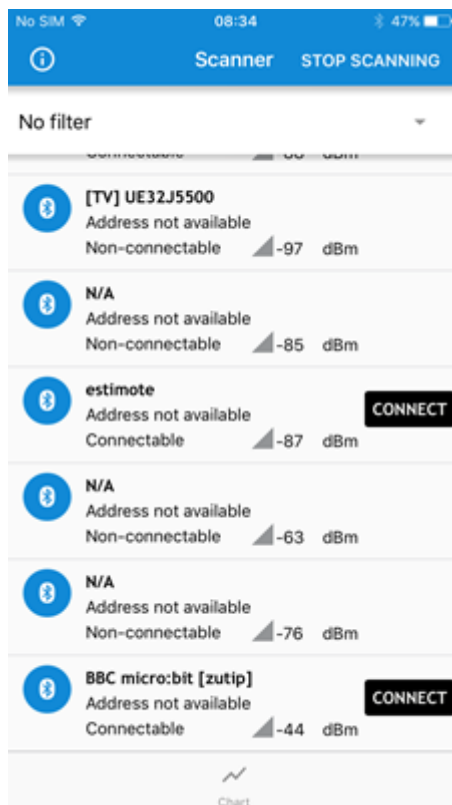 No SIM 08:34 47%
Scanner STOP SCANNING
No filter
Connectable dBm
[TV] UE32J5500
Address not available
Non-connectable -97 dBm
N/A
Address not available
Non-connectable -85 dBm
estimote
Address not available
CONNECT
Connectable -87 dBm
N/A
Address not available
Non-connectable -63 dBm
N/A
Address not available
Non-connectable -76 dBm
BBC micro:bit [zutip]
Address not available
CONNECT
Connectable -44 dBm
Chart